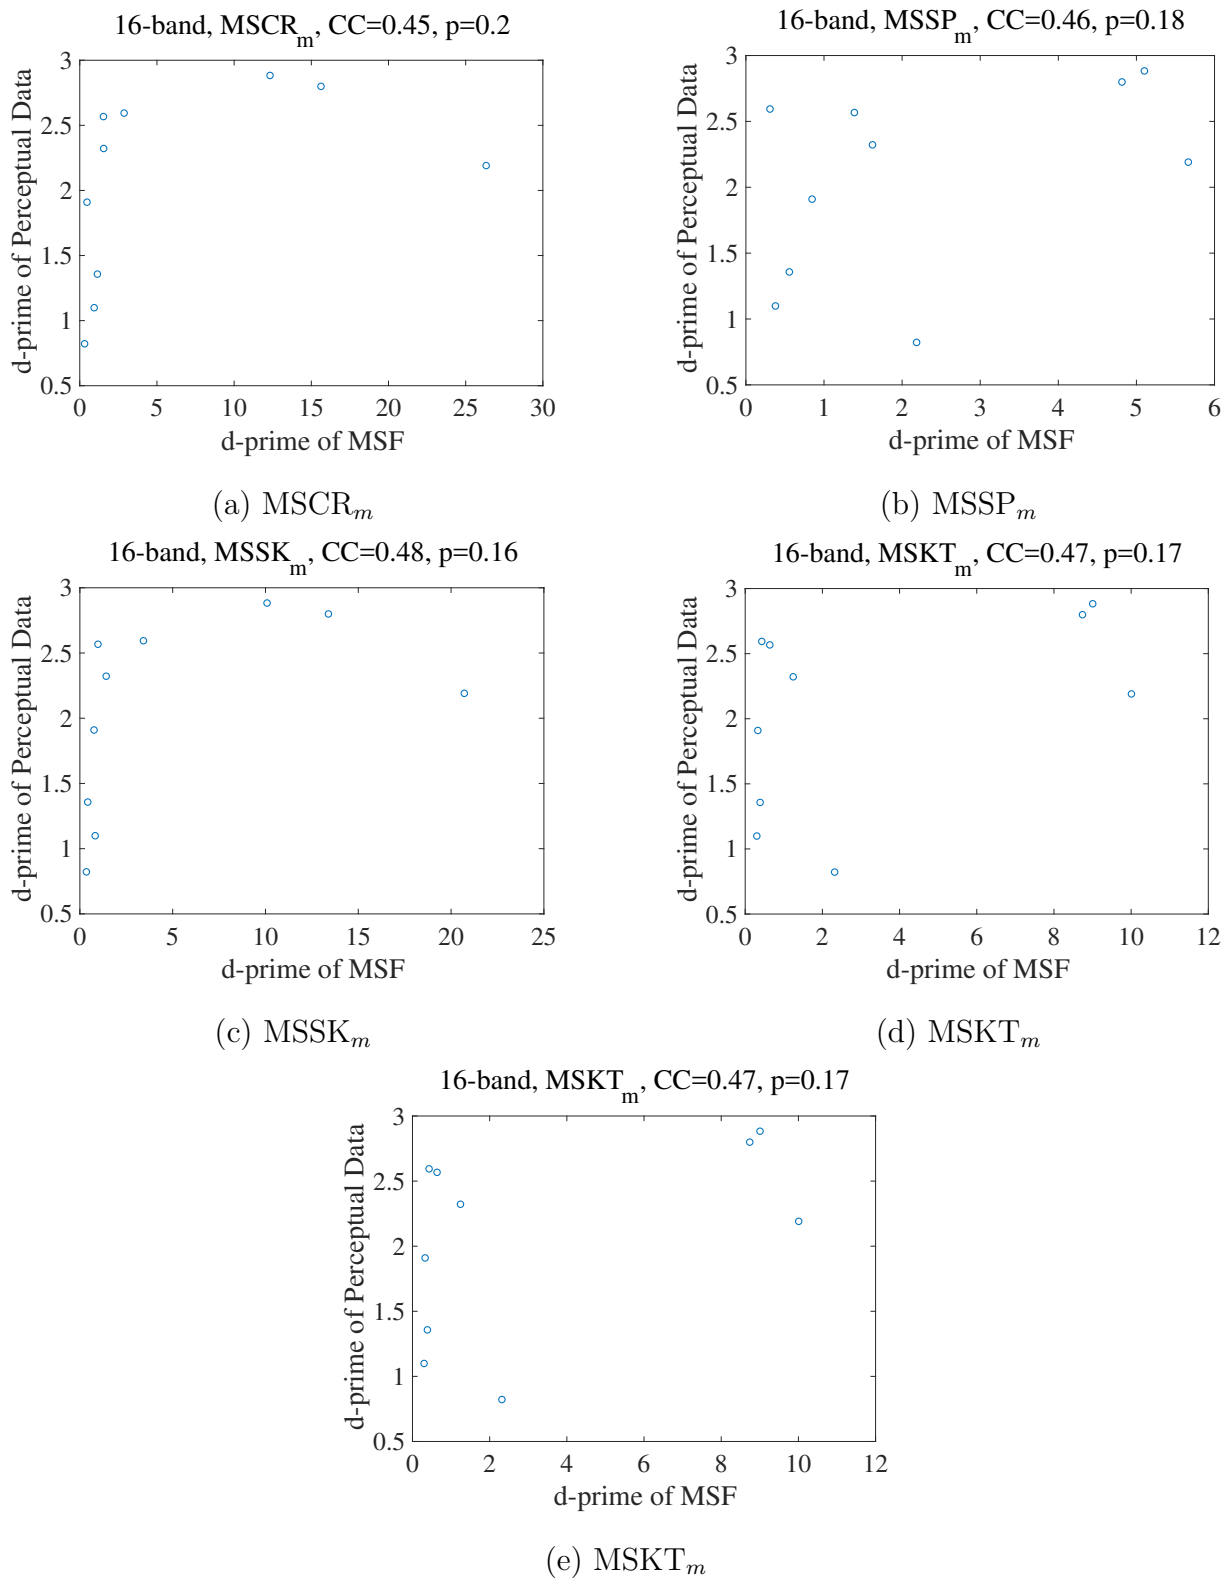 16-band, MSCR_m, CC=0.45, p=0.2
d-prime of Perceptual Data
3
2.5
2
1.5
1
0.5
0 5 10 15 20 25 30
d-prime of MSF
(a) MSCR_m
16-band, MSSP_m, CC=0.46, p=0.18
d-prime of Perceptual Data
3
2.5
2
1.5
1
0.5
0 1 2 3 4 5 6
d-prime of MSF
(b) MSSP_m
16-band, MSSK_m, CC=0.48, p=0.16
d-prime of Perceptual Data
3
2.5
2
1.5
1
0.5
0 5 10 15 20 25
d-prime of MSF
(c) MSSK_m
16-band, MSKT_m, CC=0.47, p=0.17
d-prime of Perceptual Data
3
2.5
2
1.5
1
0.5
0 2 4 6 8 10 12
d-prime of MSF
(d) MSKT_m
16-band, MSKT_m, CC=0.47, p=0.17
d-prime of Perceptual Data
3
2.5
2
1.5
1
0.5
0 2 4 6 8 10 12
d-prime of MSF
(e) MSKT_m